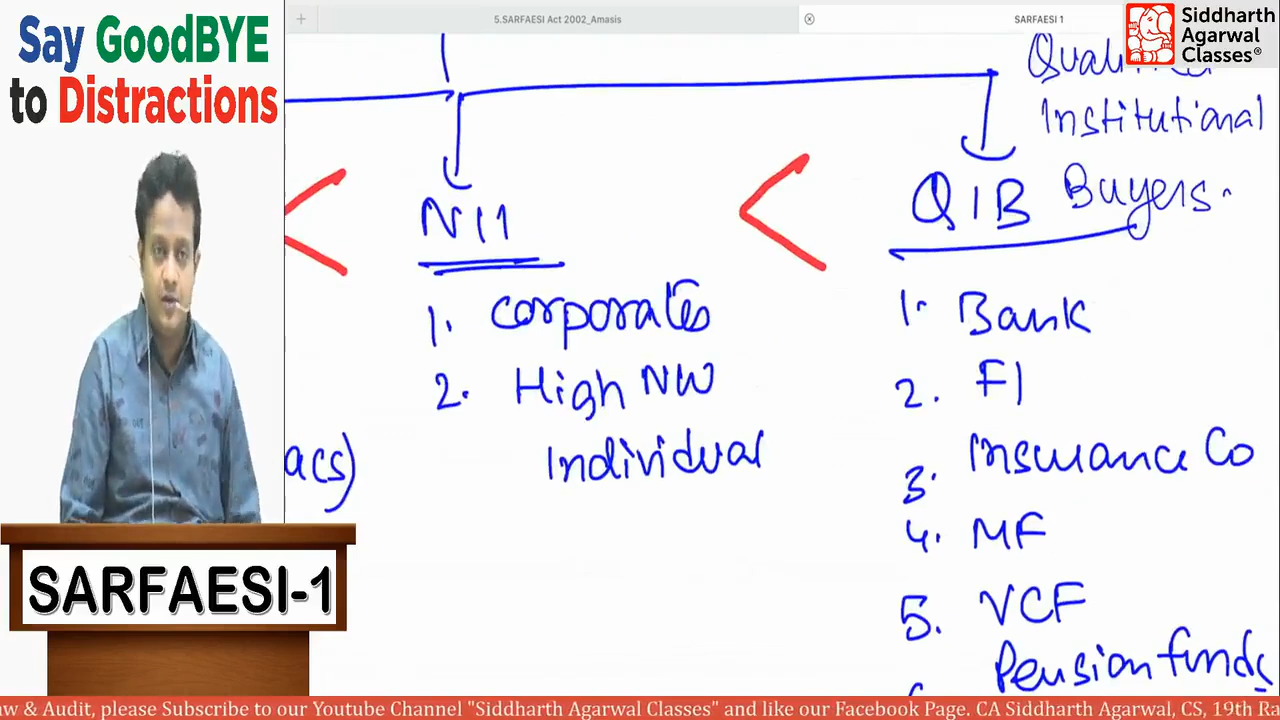 5.SARFAESI Act 2002_Amasis
SARFAESI 1
Siddharth
Agarwal
Classes®
Say GoodBYE
to Distractions
Institutional
QIB Buyers.
NII
1. Corporates
2. High NW
Individual
acs)
1. Bank
2. FI
3. Insurance Co
4. MF
5. VCF
Pension funds
SARFAESI-1
w & Audit, please Subscribe to our Youtube Channel "Siddharth Agarwal Classes" and like our Facebook Page. CA Siddharth Agarwal, CS, 19th Ra